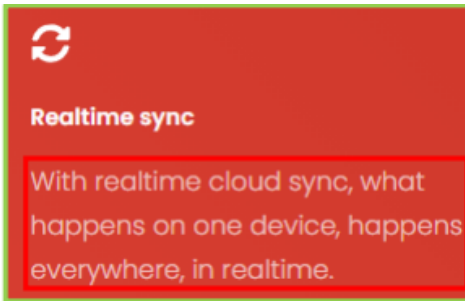 Realtime sync
With realtime cloud sync, what
happens on one device, happens
everywhere, in realtime.